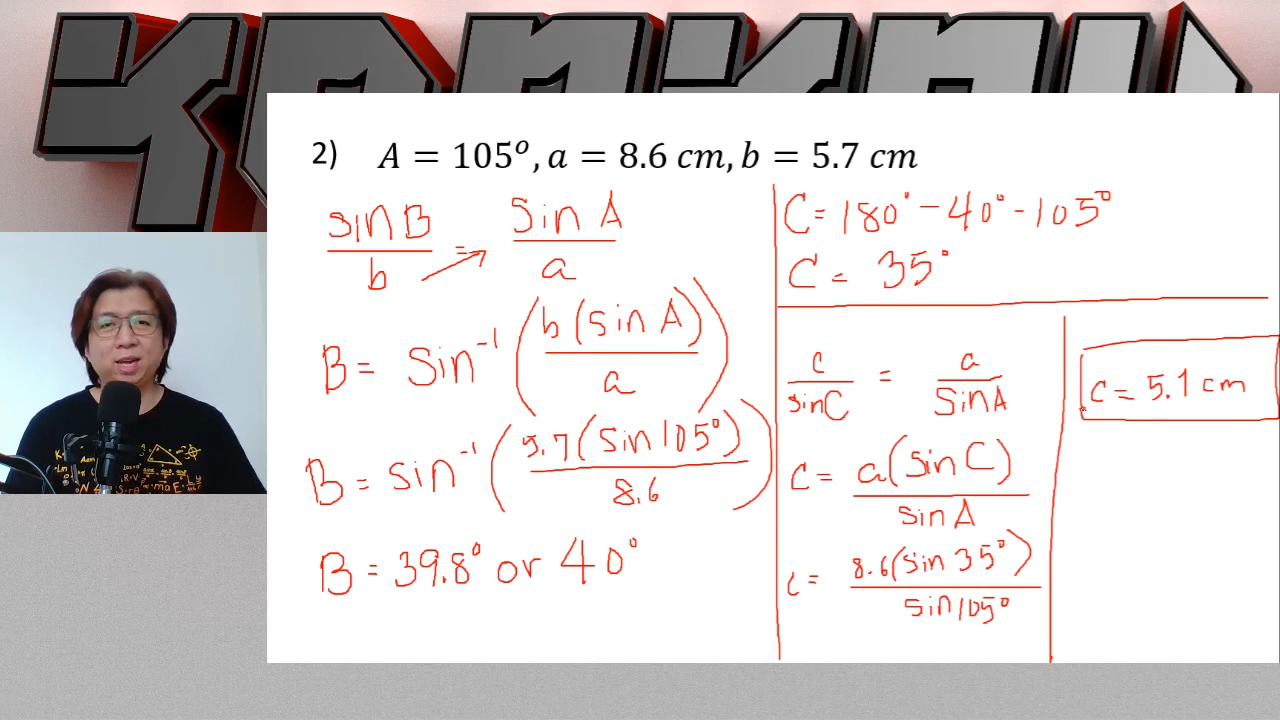 2) A = 105°, a = 8.6 cm, b = 5.7 cm
sin B / b = sin A / a
B = sin⁻¹ (b (sin A) / a)
B = sin⁻¹ (5.7 (sin 105°) / 8.6)
B = 39.8° or 40°
C = 180° - 40° - 105°
C = 35°
c / sin C = a / sin A
c = a (sin C) / sin A
c = 8.6 (sin 35°) / sin 105°
c = 5.1 cm